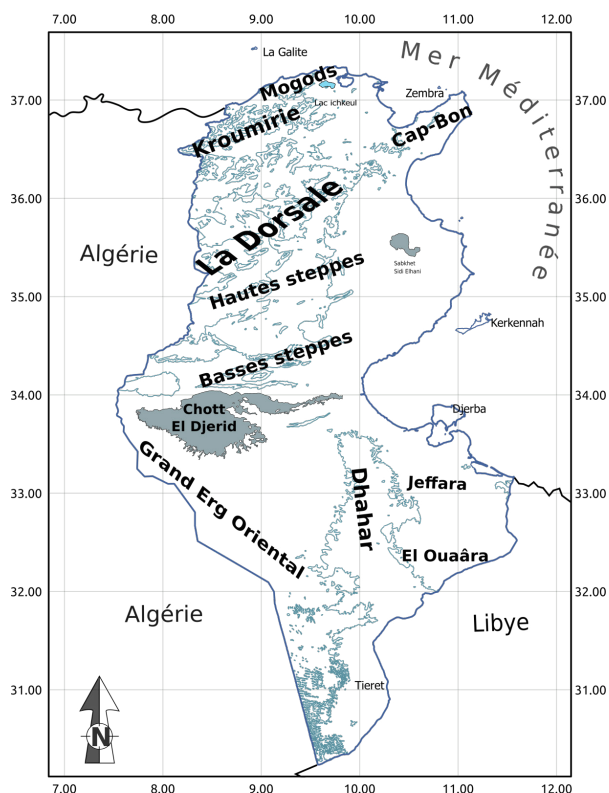 7.00 8.00 9.00 10.00 11.00 12.00
La Galite
Mer Méditerranée
Mogods
Lac ichkeul
Zembra
37.00 37.00
Kroumirie
Cap-Bon
36.00 36.00
La Dorsale
Algérie
Sabkhet
Sidi Elhani
Hautes steppes
35.00 35.00
Kerkennah
Basses steppes
34.00 34.00
Chott
El Djerid
Djerba
Grand Erg Oriental
Dhahar
Jeffara
33.00 33.00
El Ouaâra
32.00 32.00
Algérie
Libye
31.00 31.00
Tieret
N
7.00 8.00 9.00 10.00 11.00 12.00